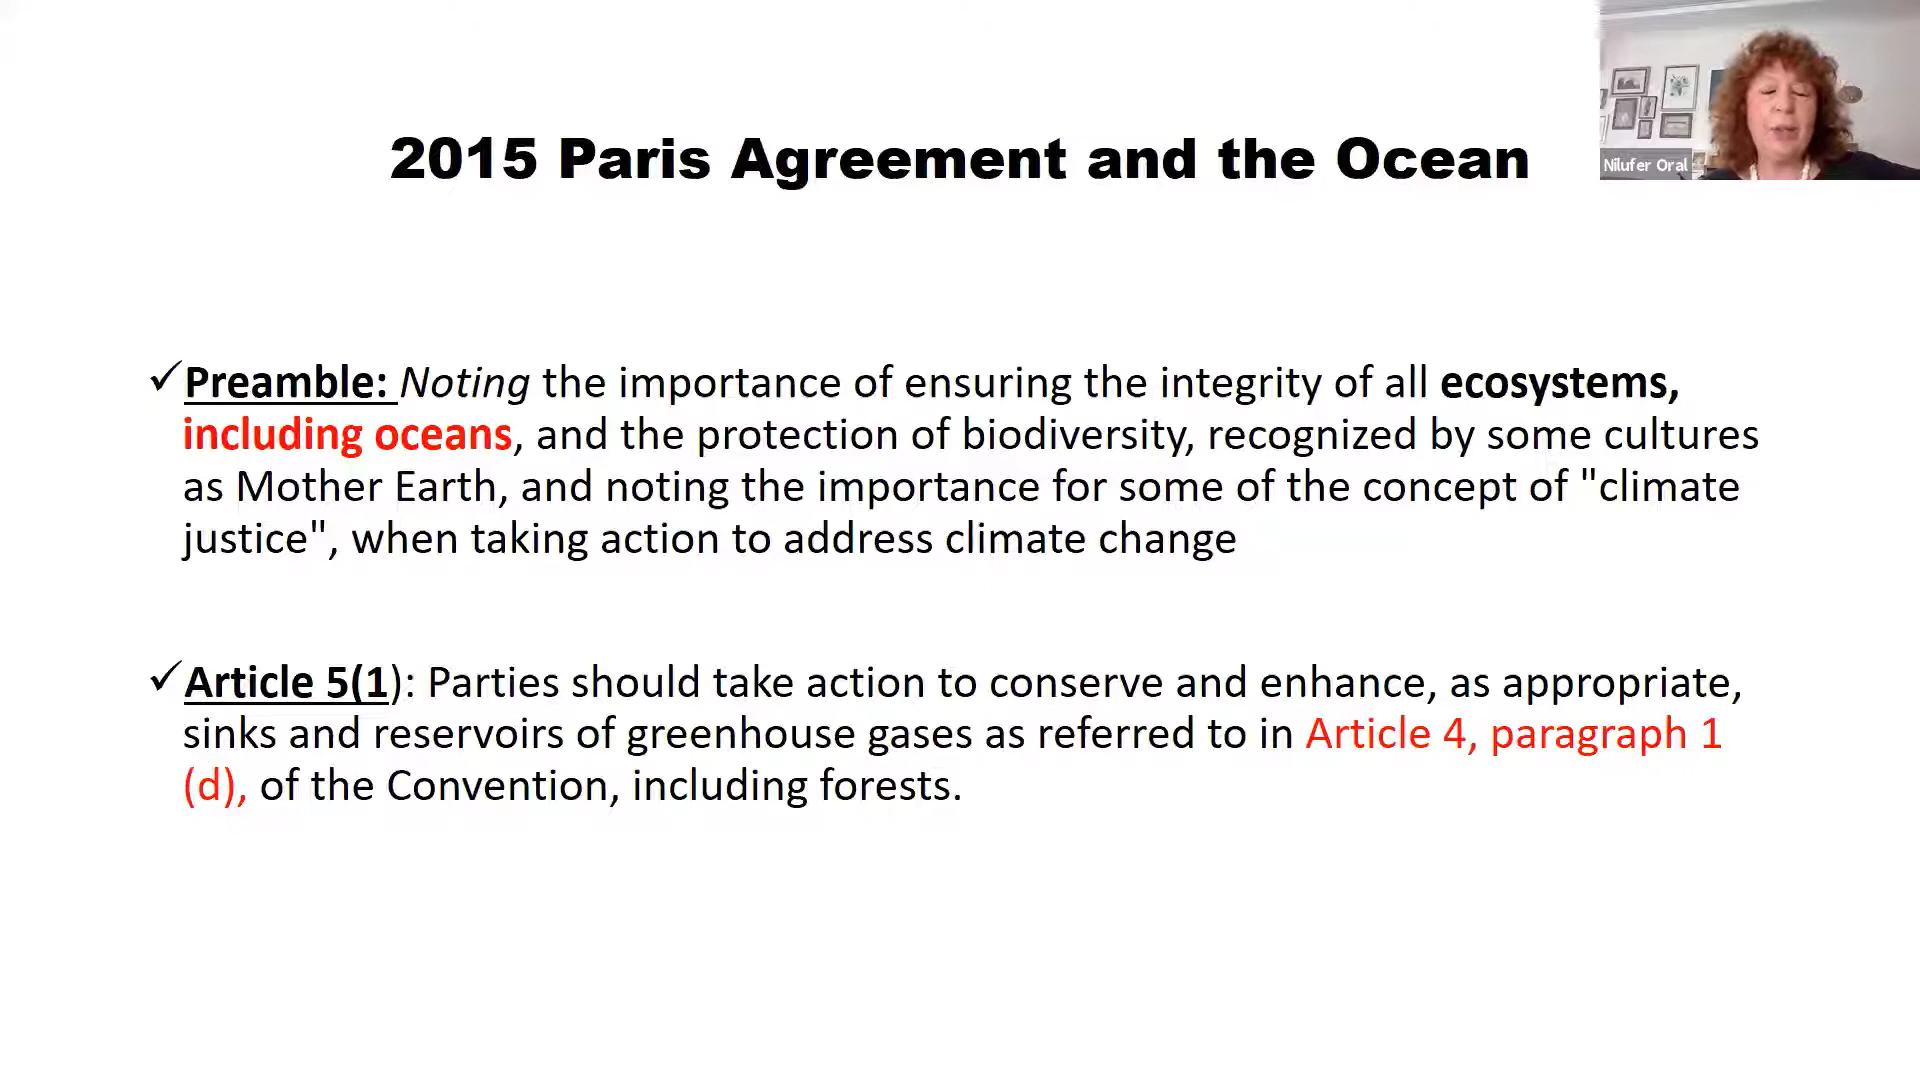 2015 Paris Agreement and the Ocean
Nilufer Oral
✓Preamble: Noting the importance of ensuring the integrity of all ecosystems,
including oceans, and the protection of biodiversity, recognized by some cultures
as Mother Earth, and noting the importance for some of the concept of "climate
justice", when taking action to address climate change
✓Article 5(1): Parties should take action to conserve and enhance, as appropriate,
sinks and reservoirs of greenhouse gases as referred to in Article 4, paragraph 1
(d), of the Convention, including forests.